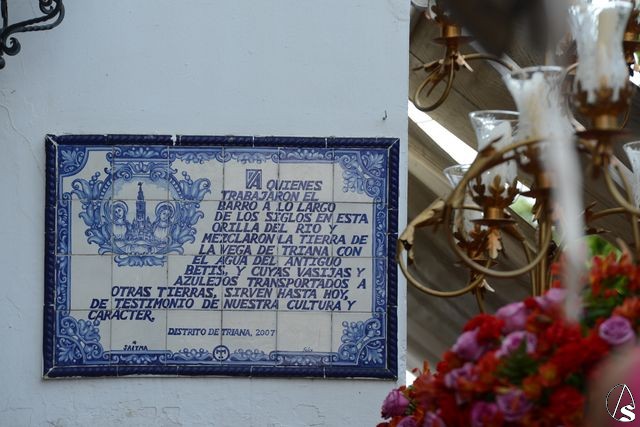 A QUIENES
TRABAJARON EL
BARRO A LO LARGO
DE LOS SIGLOS EN ESTA
ORILLA DEL RIO Y
MEZCLARON LA TIERRA DE
LA VEGA DE TRIANA CON
EL AGUA DEL ANTIGUO
BETIS, Y CUYAS VASIJAS Y
AZULEJOS TRANSPORTADOS A
OTRAS TIERRAS, SIRVEN HASTA HOY,
DE TESTIMONIO DE NUESTRA CULTURA Y
CARÁCTER.
DISTRITO DE TRIANA, 2007